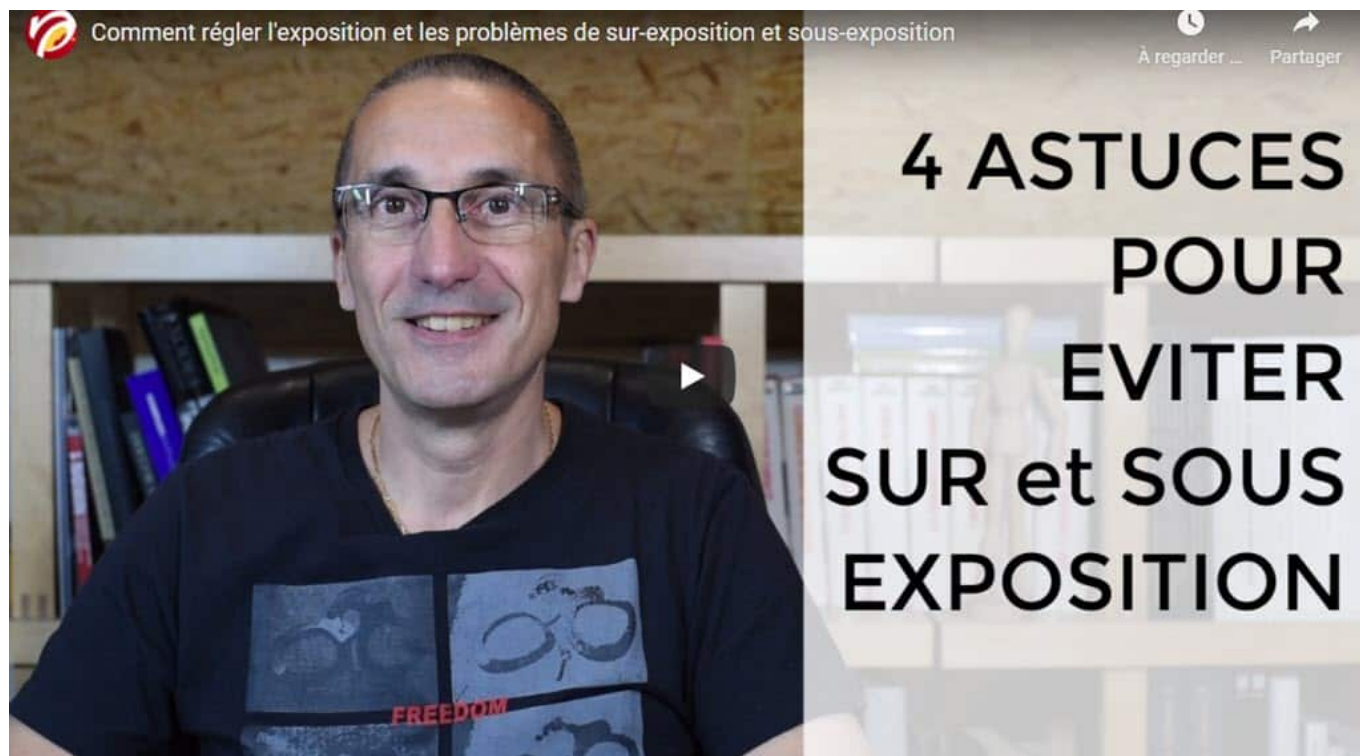 Comment régler l'exposition et les problèmes de sur-exposition et sous-exposition
À regarder ...
Partager
4 ASTUCES
POUR
EVITER
SUR et SOUS
EXPOSITION
FREEDOM